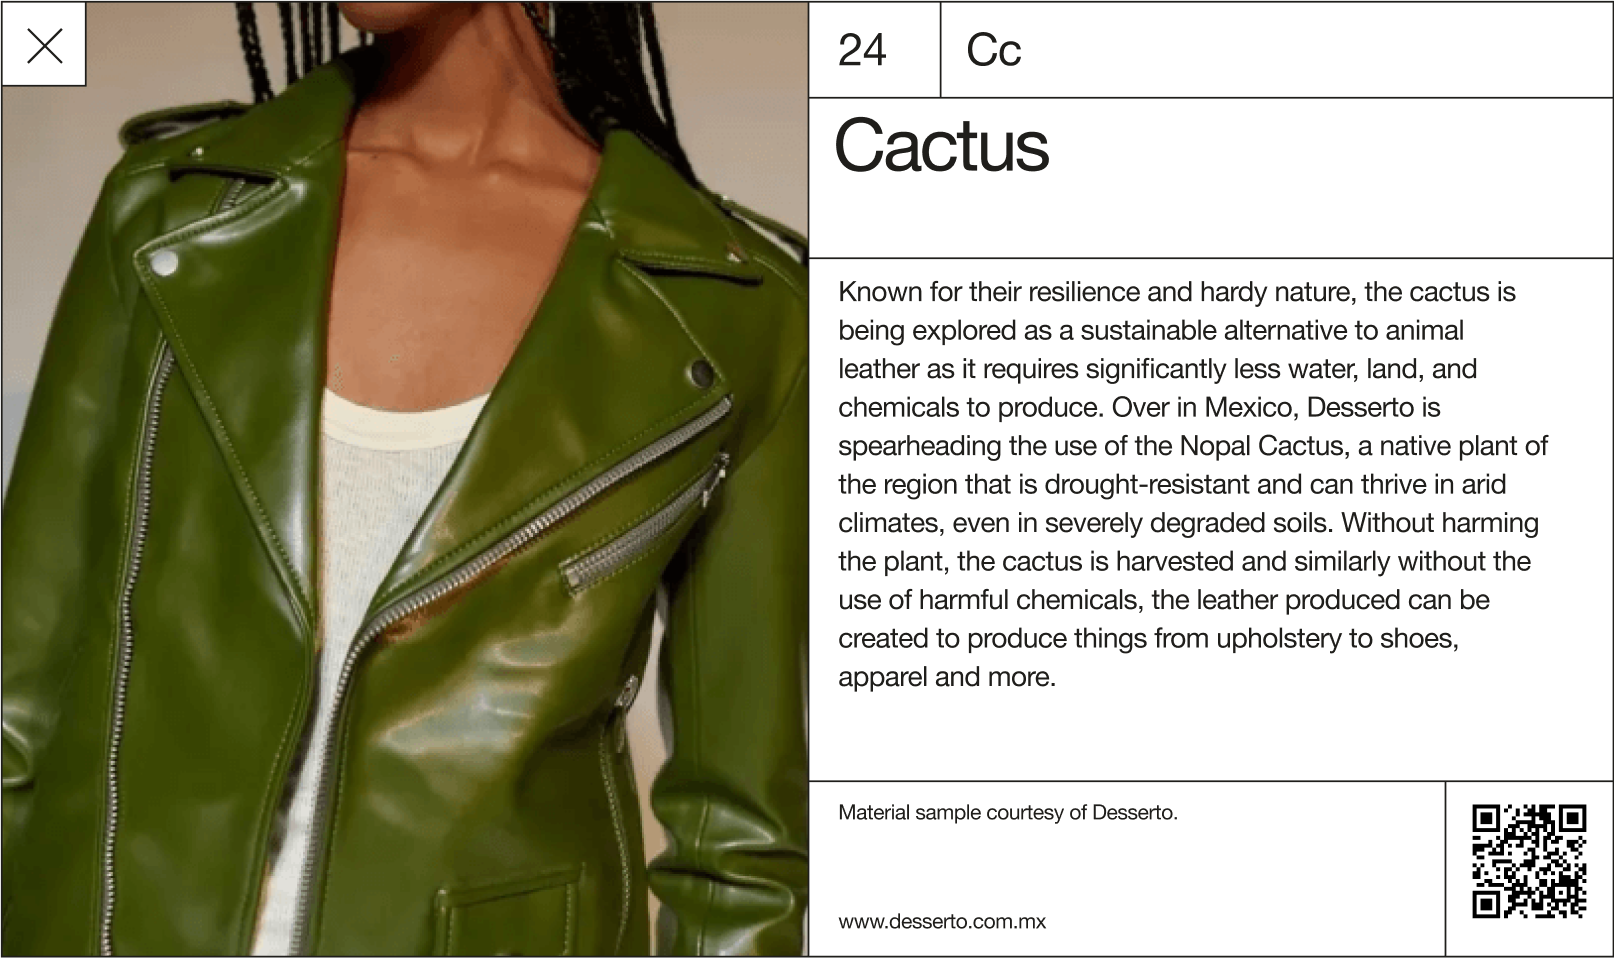 24
Cc
Cactus
Known for their resilience and hardy nature, the cactus is
being explored as a sustainable alternative to animal
leather as it requires significantly less water, land, and
chemicals to produce. Over in Mexico, Desserto is
spearheading the use of the Nopal Cactus, a native plant of
the region that is drought-resistant and can thrive in arid
climates, even in severely degraded soils. Without harming
the plant, the cactus is harvested and similarly without the
use of harmful chemicals, the leather produced can be
created to produce things from upholstery to shoes,
apparel and more.
Material sample courtesy of Desserto.
www.desserto.com.mx